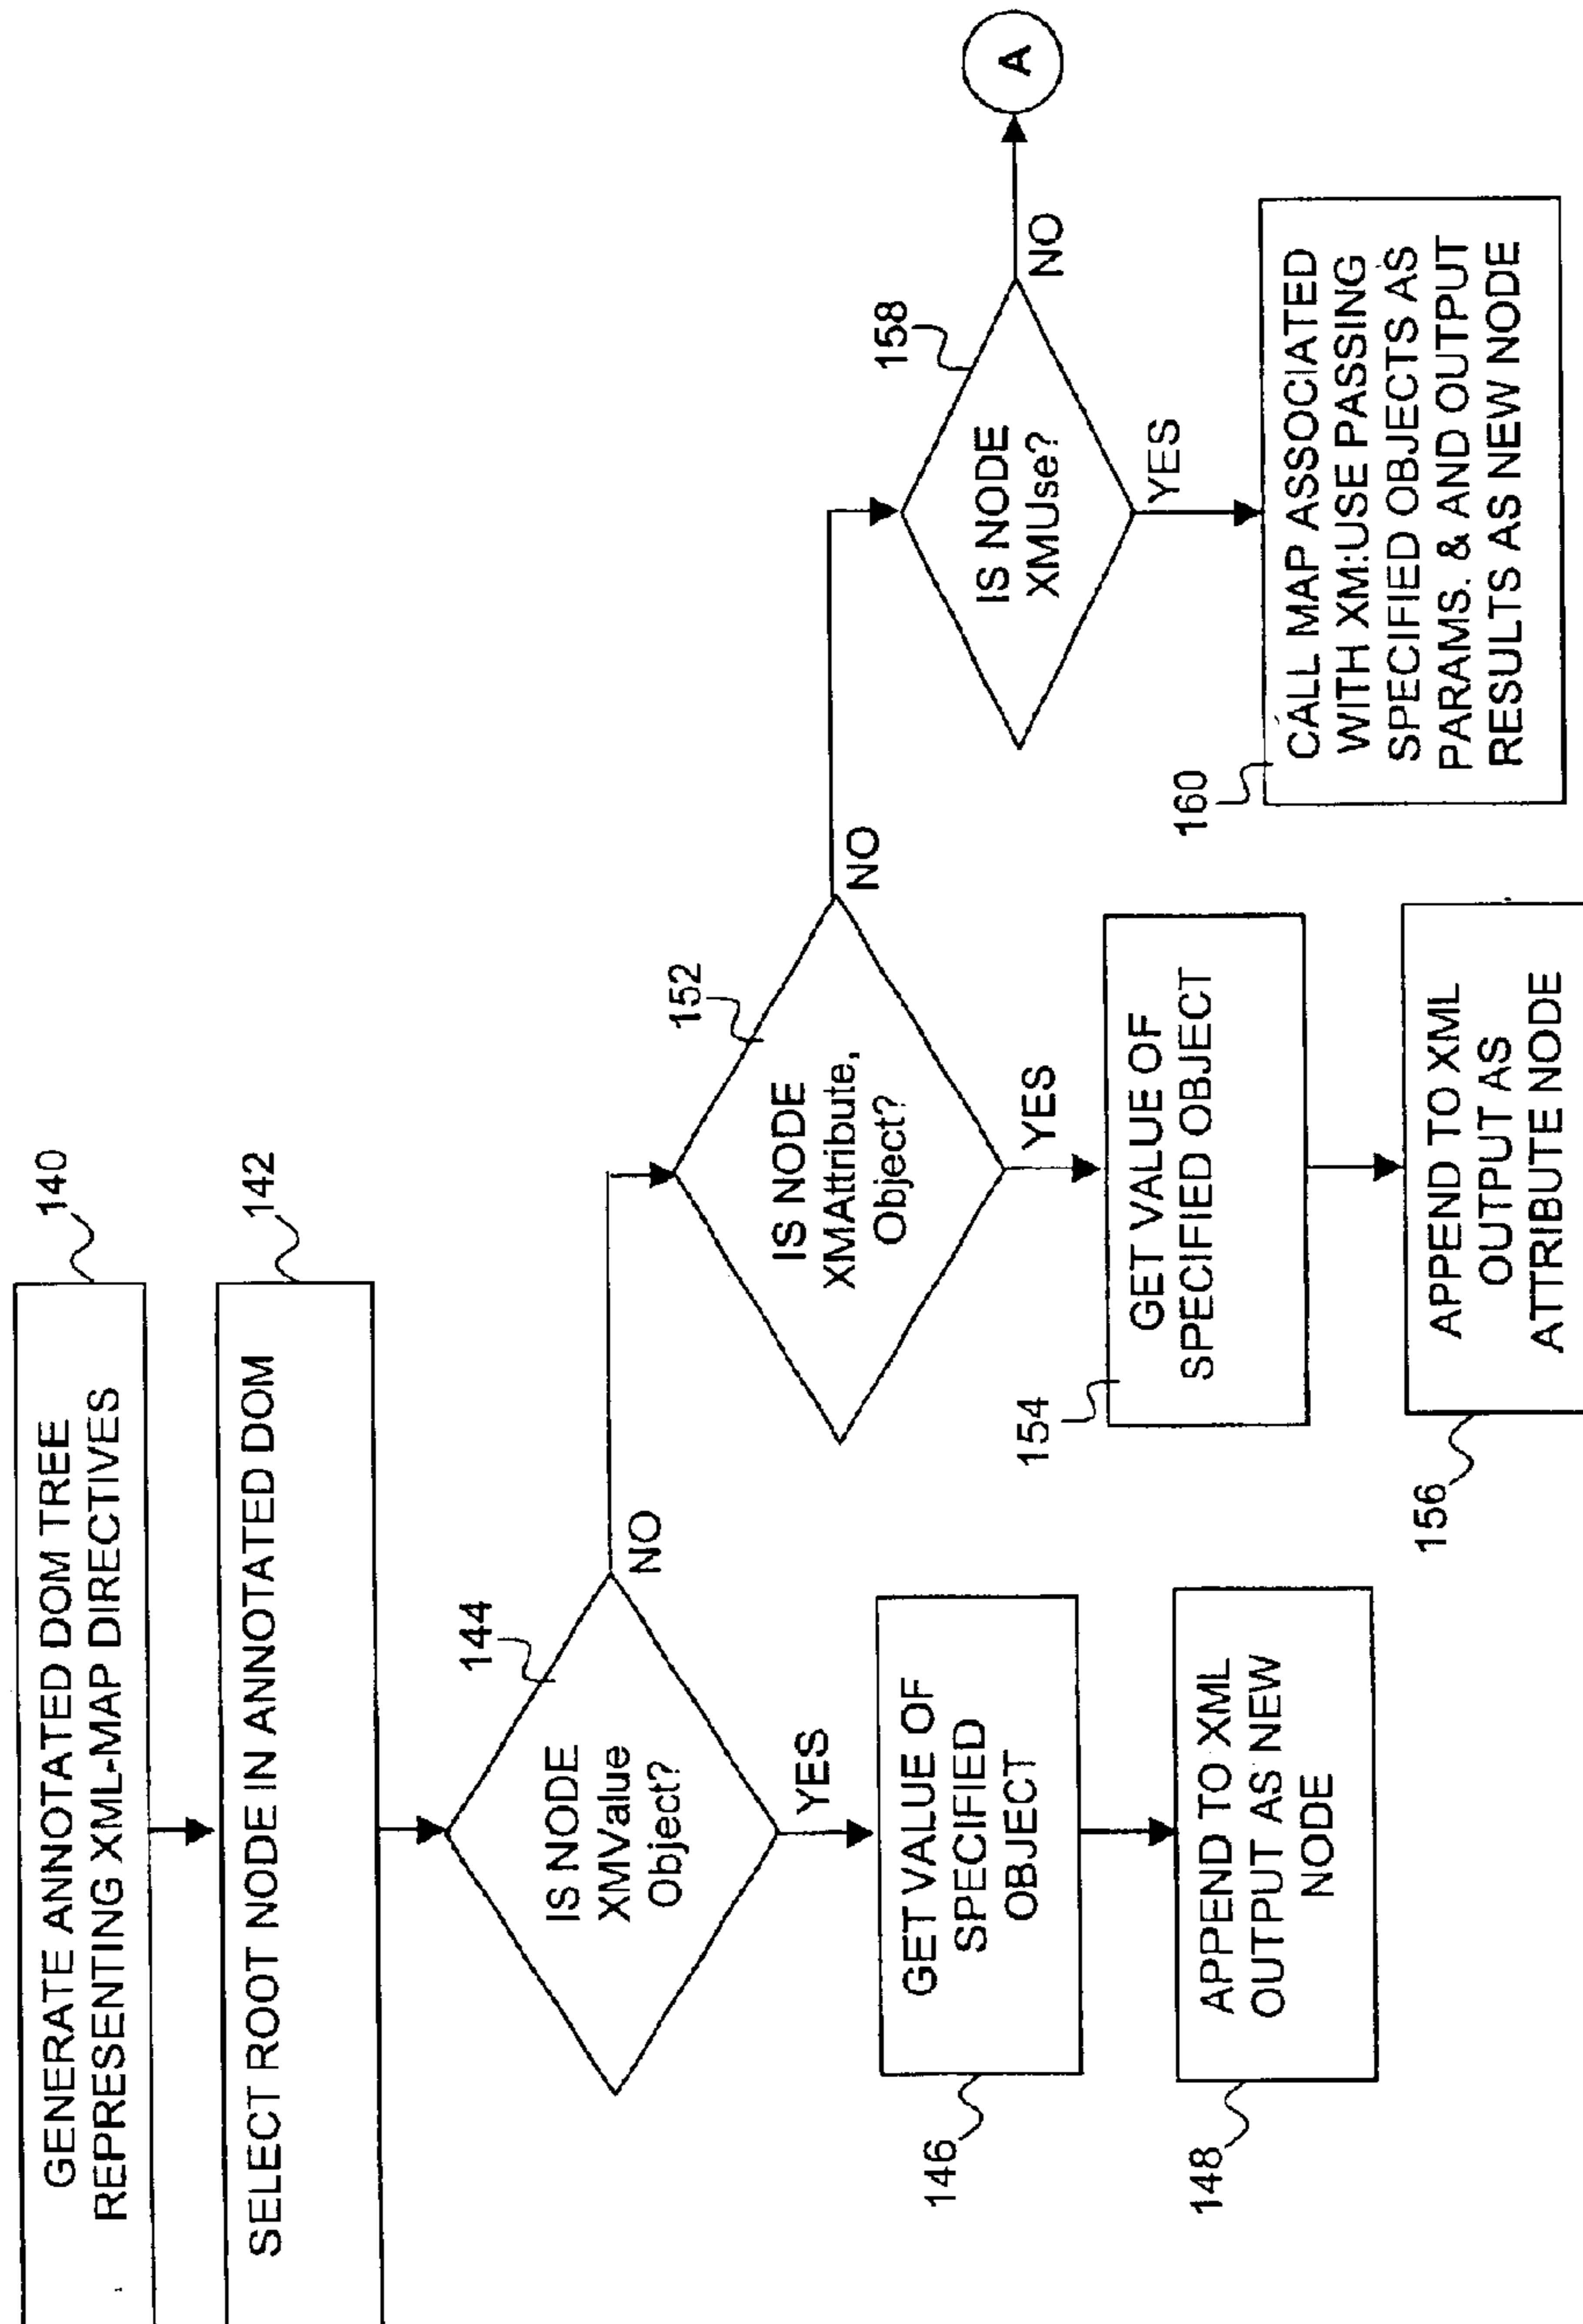 GENERATE ANNOTATED DOM TREE
REPRESENTING XML-MAP DIRECTIVES
140
SELECT ROOT NODE IN ANNOTATED DOM
142
IS NODE
XMValue
Object?
144
NO
YES
GET VALUE OF
SPECIFIED
OBJECT
146
APPEND TO XML
OUTPUT AS NEW
NODE
148
IS NODE
XMAttribute,
Object?
152
NO
YES
GET VALUE OF
SPECIFIED OBJECT
154
APPEND TO XML
OUTPUT AS
ATTRIBUTE NODE
156
IS NODE
XMUse?
158
NO
YES
CALL MAP ASSOCIATED
WITH XM:USE PASSING
SPECIFIED OBJECTS AS
PARAMS. & AND OUTPUT
RESULTS AS NEW NODE
160
A